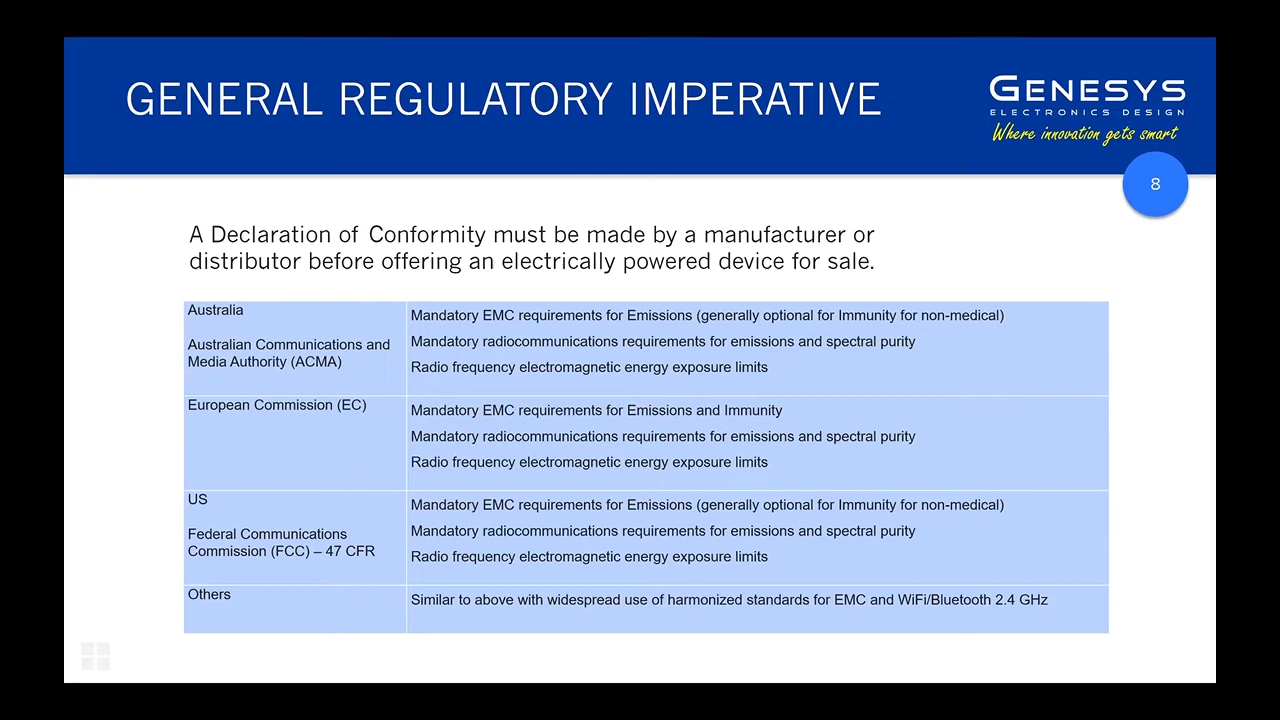 GENERAL REGULATORY IMPERATIVE
GENESYS
ELECTRONICS DESIGN
Where innovation gets smart
8
A Declaration of Conformity must be made by a manufacturer or
distributor before offering an electrically powered device for sale.
Australia
Australian Communications and
Media Authority (ACMA)
Mandatory EMC requirements for Emissions (generally optional for Immunity for non-medical)
Mandatory radiocommunications requirements for emissions and spectral purity
Radio frequency electromagnetic energy exposure limits
European Commission (EC)
Mandatory EMC requirements for Emissions and Immunity
Mandatory radiocommunications requirements for emissions and spectral purity
Radio frequency electromagnetic energy exposure limits
US
Federal Communications
Commission (FCC) – 47 CFR
Mandatory EMC requirements for Emissions (generally optional for Immunity for non-medical)
Mandatory radiocommunications requirements for emissions and spectral purity
Radio frequency electromagnetic energy exposure limits
Others
Similar to above with widespread use of harmonized standards for EMC and WiFi/Bluetooth 2.4 GHz